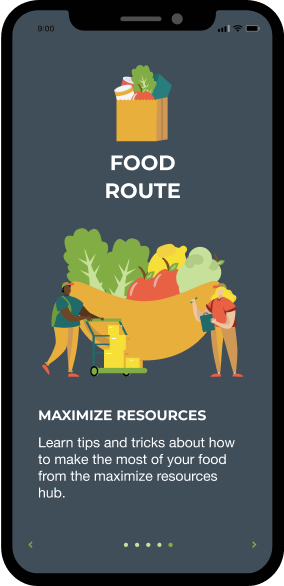 9:00
FOOD
ROUTE
MAXIMIZE RESOURCES
Learn tips and tricks about how
to make the most of your food
from the maximize resources
hub.